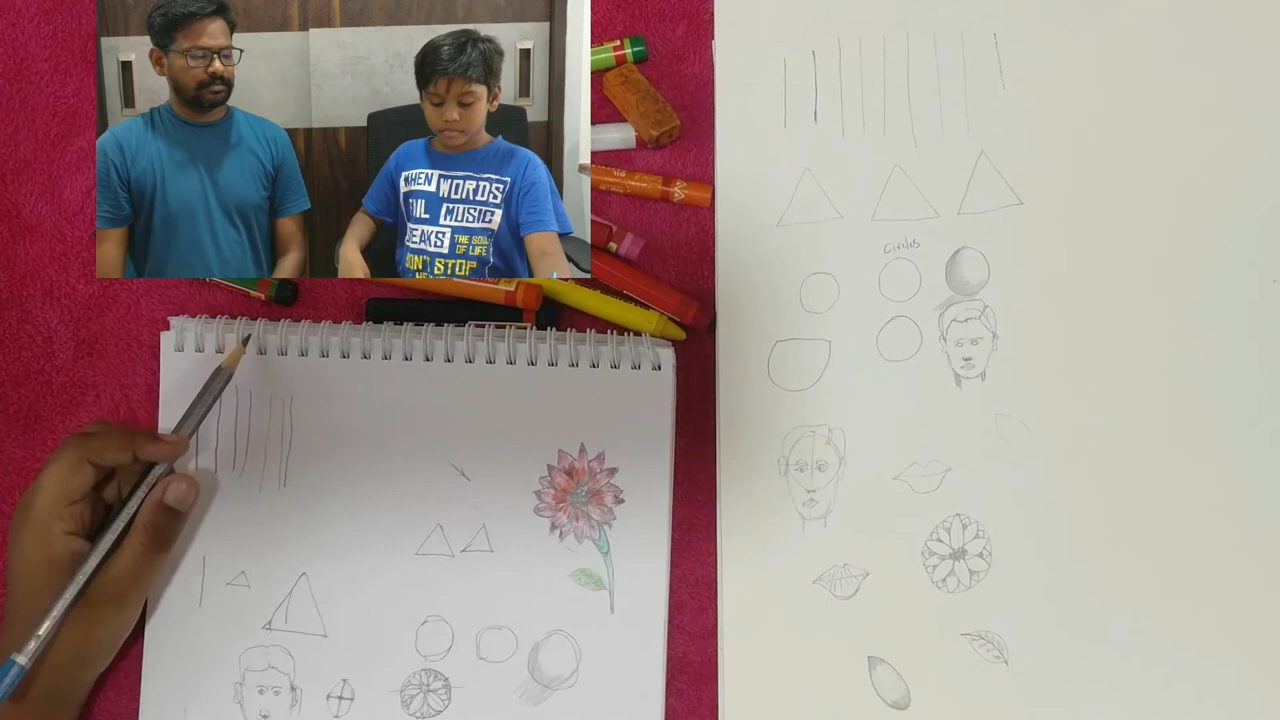 WHEN WORDS
FAIL MUSIC
SPEAKS
THE SOUL
OF LIFE
DON'T STOP
Circles